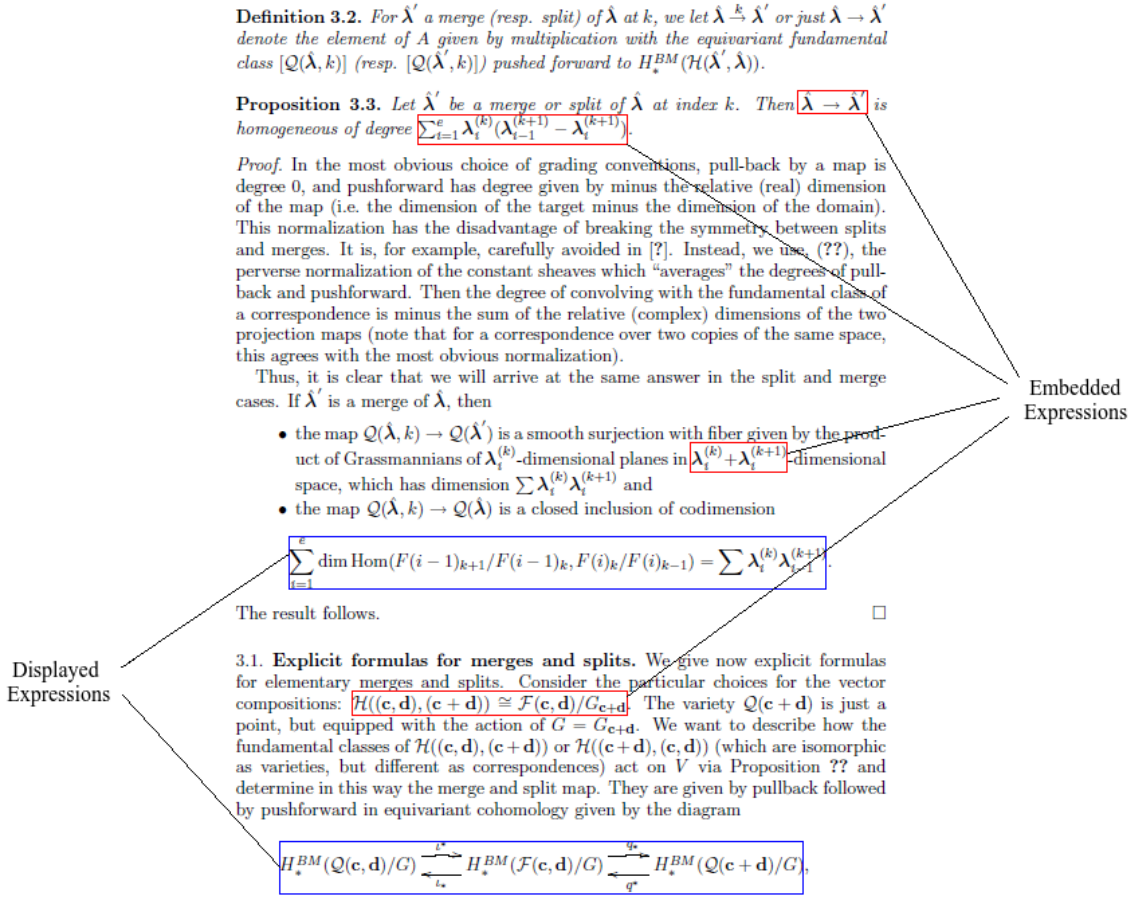 Definition 3.2. For λ̂′ a merge (resp. split) of λ̂ at k, we let λ̂ →ᵏ λ̂′ or just λ̂ → λ̂′
denote the element of A given by multiplication with the equivariant fundamental
class [𝒬(λ̂, k)] (resp. [𝒬(λ̂′, k)]) pushed forward to H_*^{BM}(ℋ(λ̂′, λ̂)).
Proposition 3.3. Let λ̂′ be a merge or split of λ̂ at index k. Then λ̂ → λ̂′ is
homogeneous of degree ∑_{i=1}^{e} λ_i^{(k)}(λ_{i−1}^{(k+1)} − λ_i^{(k+1)}).
Proof. In the most obvious choice of grading conventions, pull-back by a map is
degree 0, and pushforward has degree given by minus the relative (real) dimension
of the map (i.e. the dimension of the target minus the dimension of the domain).
This normalization has the disadvantage of breaking the symmetry between splits
and merges. It is, for example, carefully avoided in [?]. Instead, we use, (??), the
perverse normalization of the constant sheaves which “averages” the degrees of pull-
back and pushforward. Then the degree of convolving with the fundamental class of
a correspondence is minus the sum of the relative (complex) dimensions of the two
projection maps (note that for a correspondence over two copies of the same space,
this agrees with the most obvious normalization).
Thus, it is clear that we will arrive at the same answer in the split and merge
cases. If λ̂′ is a merge of λ̂, then
• the map 𝒬(λ̂, k) → 𝒬(λ̂′) is a smooth surjection with fiber given by the prod-
uct of Grassmannians of λ_i^{(k)}-dimensional planes in λ_i^{(k)}+λ_i^{(k+1)}-dimensional
space, which has dimension ∑ λ_i^{(k)}λ_i^{(k+1)} and
• the map 𝒬(λ̂, k) → 𝒬(λ̂) is a closed inclusion of codimension
∑_{i=1}^{e} dim Hom(F(i−1)_{k+1}/F(i−1)_k, F(i)_k/F(i)_{k−1}) = ∑ λ_i^{(k)}λ_{i−1}^{(k+1)}.
The result follows. □
3.1. Explicit formulas for merges and splits. We give now explicit formulas
for elementary merges and splits. Consider the particular choices for the vector
compositions: ℋ((c, d), (c + d)) ≅ ℱ(c, d)/G_{c+d}. The variety 𝒬(c + d) is just a
point, but equipped with the action of G = G_{c+d}. We want to describe how the
fundamental classes of ℋ((c, d), (c + d)) or ℋ((c + d), (c, d)) (which are isomorphic
as varieties, but different as correspondences) act on V via Proposition ?? and
determine in this way the merge and split map. They are given by pullback followed
by pushforward in equivariant cohomology given by the diagram
H_*^{BM}(𝒬(c, d)/G) ⇄^{ι*}_{ι_*} H_*^{BM}(ℱ(c, d)/G) ⇄^{q_*}_{q*} H_*^{BM}(𝒬(c + d)/G),
Embedded
Expressions
Displayed
Expressions